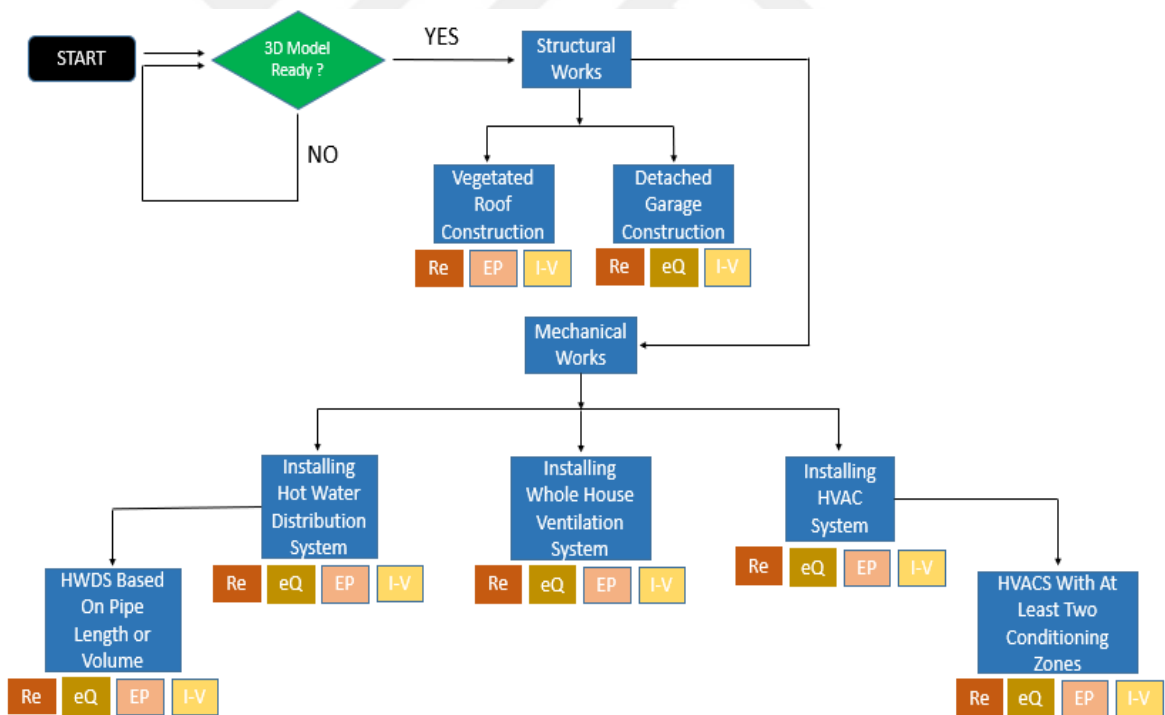 START
3D Model
Ready ?
YES
NO
Structural
Works
Vegetated
Roof
Construction
Re EP I-V
Detached
Garage
Construction
Re eQ I-V
Mechanical
Works
Installing
Hot Water
Distribution
System
Re eQ EP I-V
Installing
Whole House
Ventilation
System
Re eQ EP I-V
Installing
HVAC
System
Re eQ EP I-V
HWDS Based
On Pipe
Length or
Volume
Re eQ EP I-V
HVACS With At
Least Two
Conditioning
Zones
Re eQ EP I-V